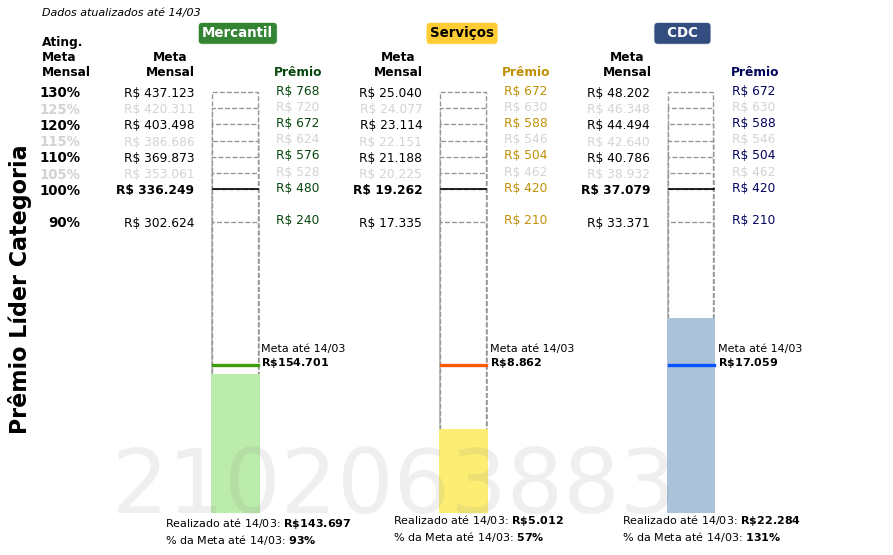 Dados atualizados até 14/03
Mercantil Serviços CDC
Ating.
Meta Meta Meta Meta
Mensal Mensal Prêmio Mensal Prêmio Mensal Prêmio
130% R$ 437.123 R$ 768 R$ 25.040 R$ 672 R$ 48.202 R$ 672
125% R$ 420.311 R$ 720 R$ 24.077 R$ 630 R$ 46.348 R$ 630
120% R$ 403.498 R$ 672 R$ 23.114 R$ 588 R$ 44.494 R$ 588
115% R$ 386.686 R$ 624 R$ 22.151 R$ 546 R$ 42.640 R$ 546
110% R$ 369.873 R$ 576 R$ 21.188 R$ 504 R$ 40.786 R$ 504
105% R$ 353.061 R$ 528 R$ 20.225 R$ 462 R$ 38.932 R$ 462
100% R$ 336.249 R$ 480 R$ 19.262 R$ 420 R$ 37.079 R$ 420
90% R$ 302.624 R$ 240 R$ 17.335 R$ 210 R$ 33.371 R$ 210
Prêmio Líder Categoria
Meta até 14/03 Meta até 14/03 Meta até 14/03
R$154.701 R$8.862 R$17.059
2102063883
Realizado até 14/03: R$143.697 Realizado até 14/03: R$5.012 Realizado até 14/03: R$22.284
% da Meta até 14/03: 93% % da Meta até 14/03: 57% % da Meta até 14/03: 131%